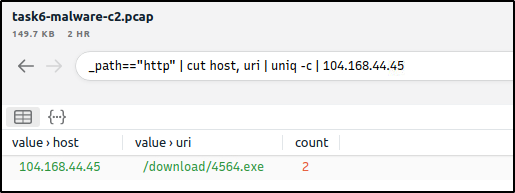 task6-malware-c2.pcap
149.7 KB 2 HR
_path=="http" | cut host, uri | uniq -c | 104.168.44.45
value › host value › uri count
104.168.44.45 /download/4564.exe 2